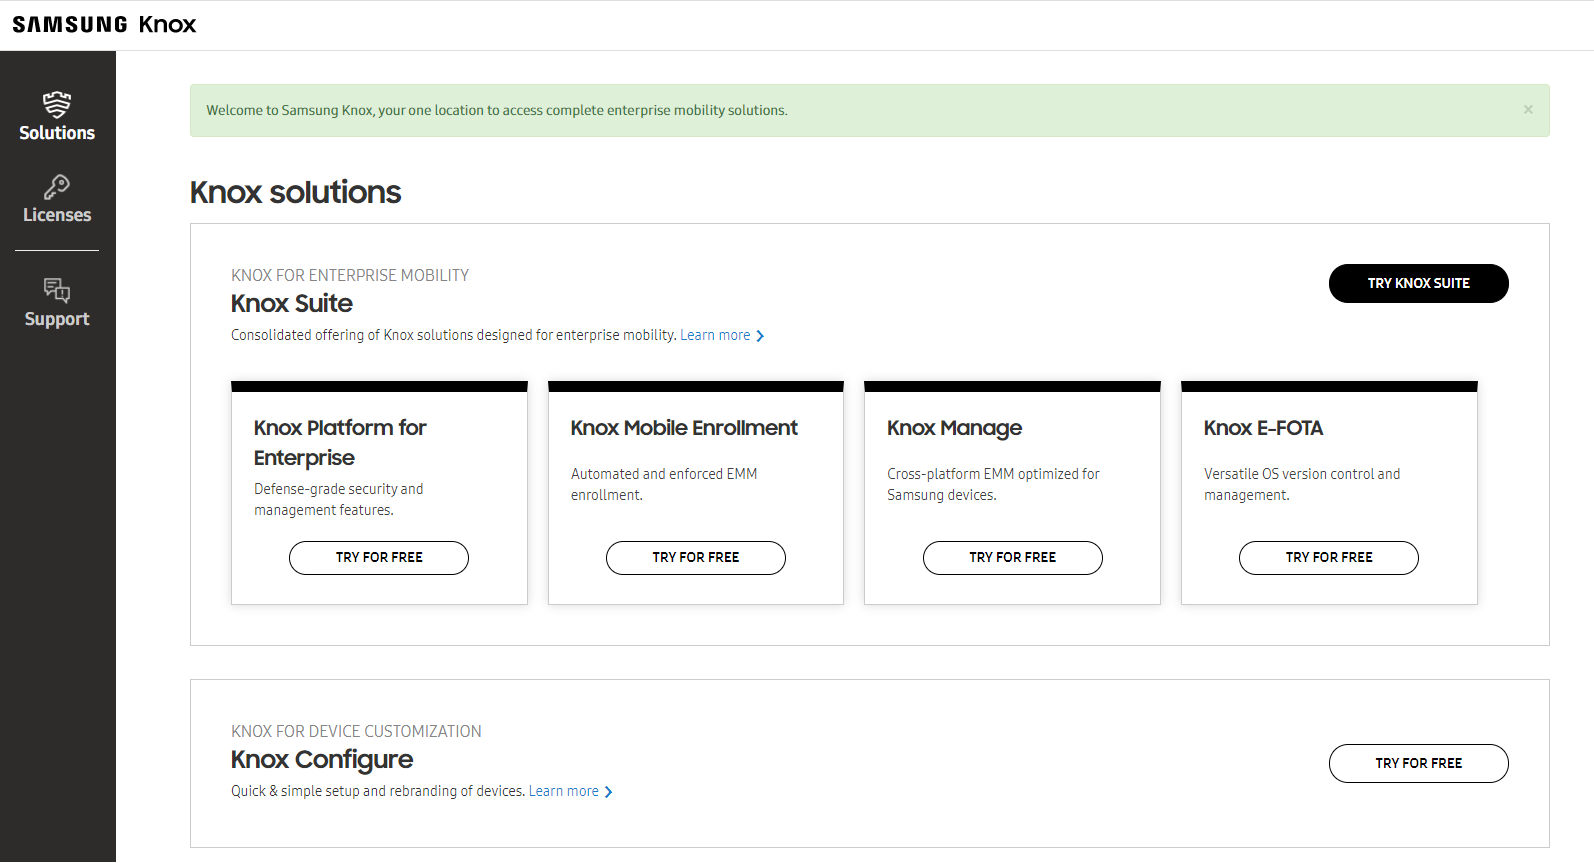 SAMSUNG Knox
Solutions
Licenses
Support
Welcome to Samsung Knox, your one location to access complete enterprise mobility solutions.
×
Knox solutions
KNOX FOR ENTERPRISE MOBILITY
Knox Suite
Consolidated offering of Knox solutions designed for enterprise mobility. Learn more
TRY KNOX SUITE
Knox Platform for
Enterprise
Defense-grade security and
management features.
TRY FOR FREE
Knox Mobile Enrollment
Automated and enforced EMM
enrollment.
TRY FOR FREE
Knox Manage
Cross-platform EMM optimized for
Samsung devices.
TRY FOR FREE
Knox E-FOTA
Versatile OS version control and
management.
TRY FOR FREE
KNOX FOR DEVICE CUSTOMIZATION
Knox Configure
Quick & simple setup and rebranding of devices. Learn more
TRY FOR FREE